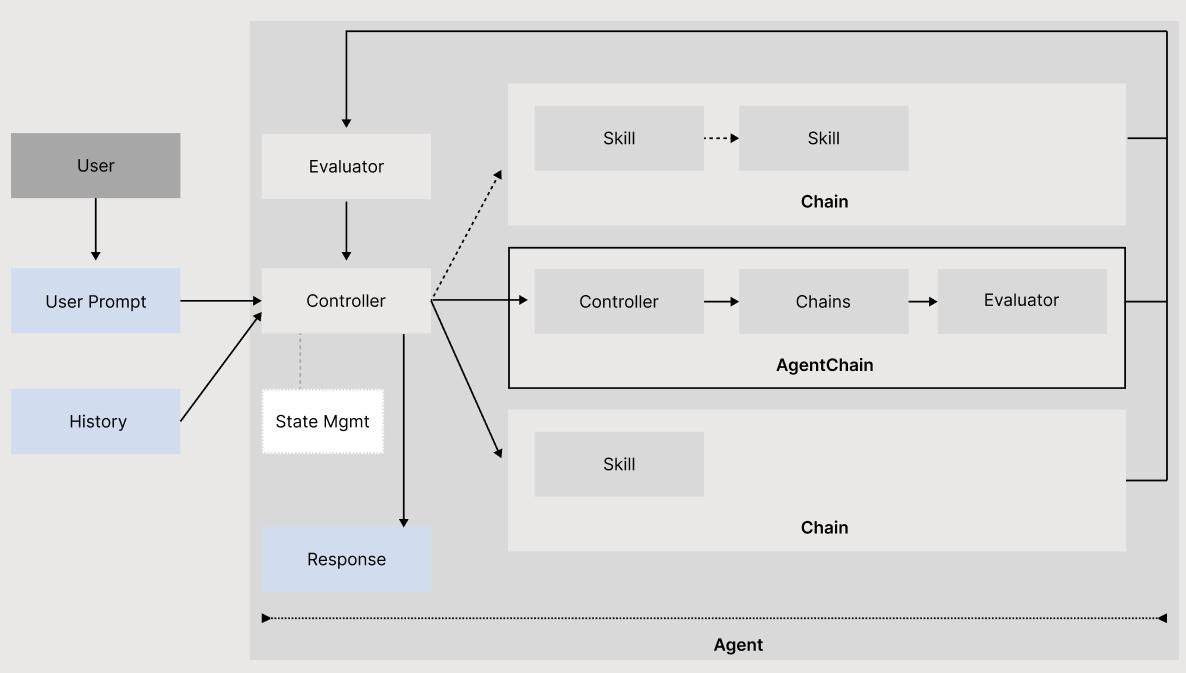 User
User Prompt
History
Evaluator
Controller
State Mgmt
Response
Skill
Skill
Chain
Controller
Chains
Evaluator
AgentChain
Skill
Chain
Agent